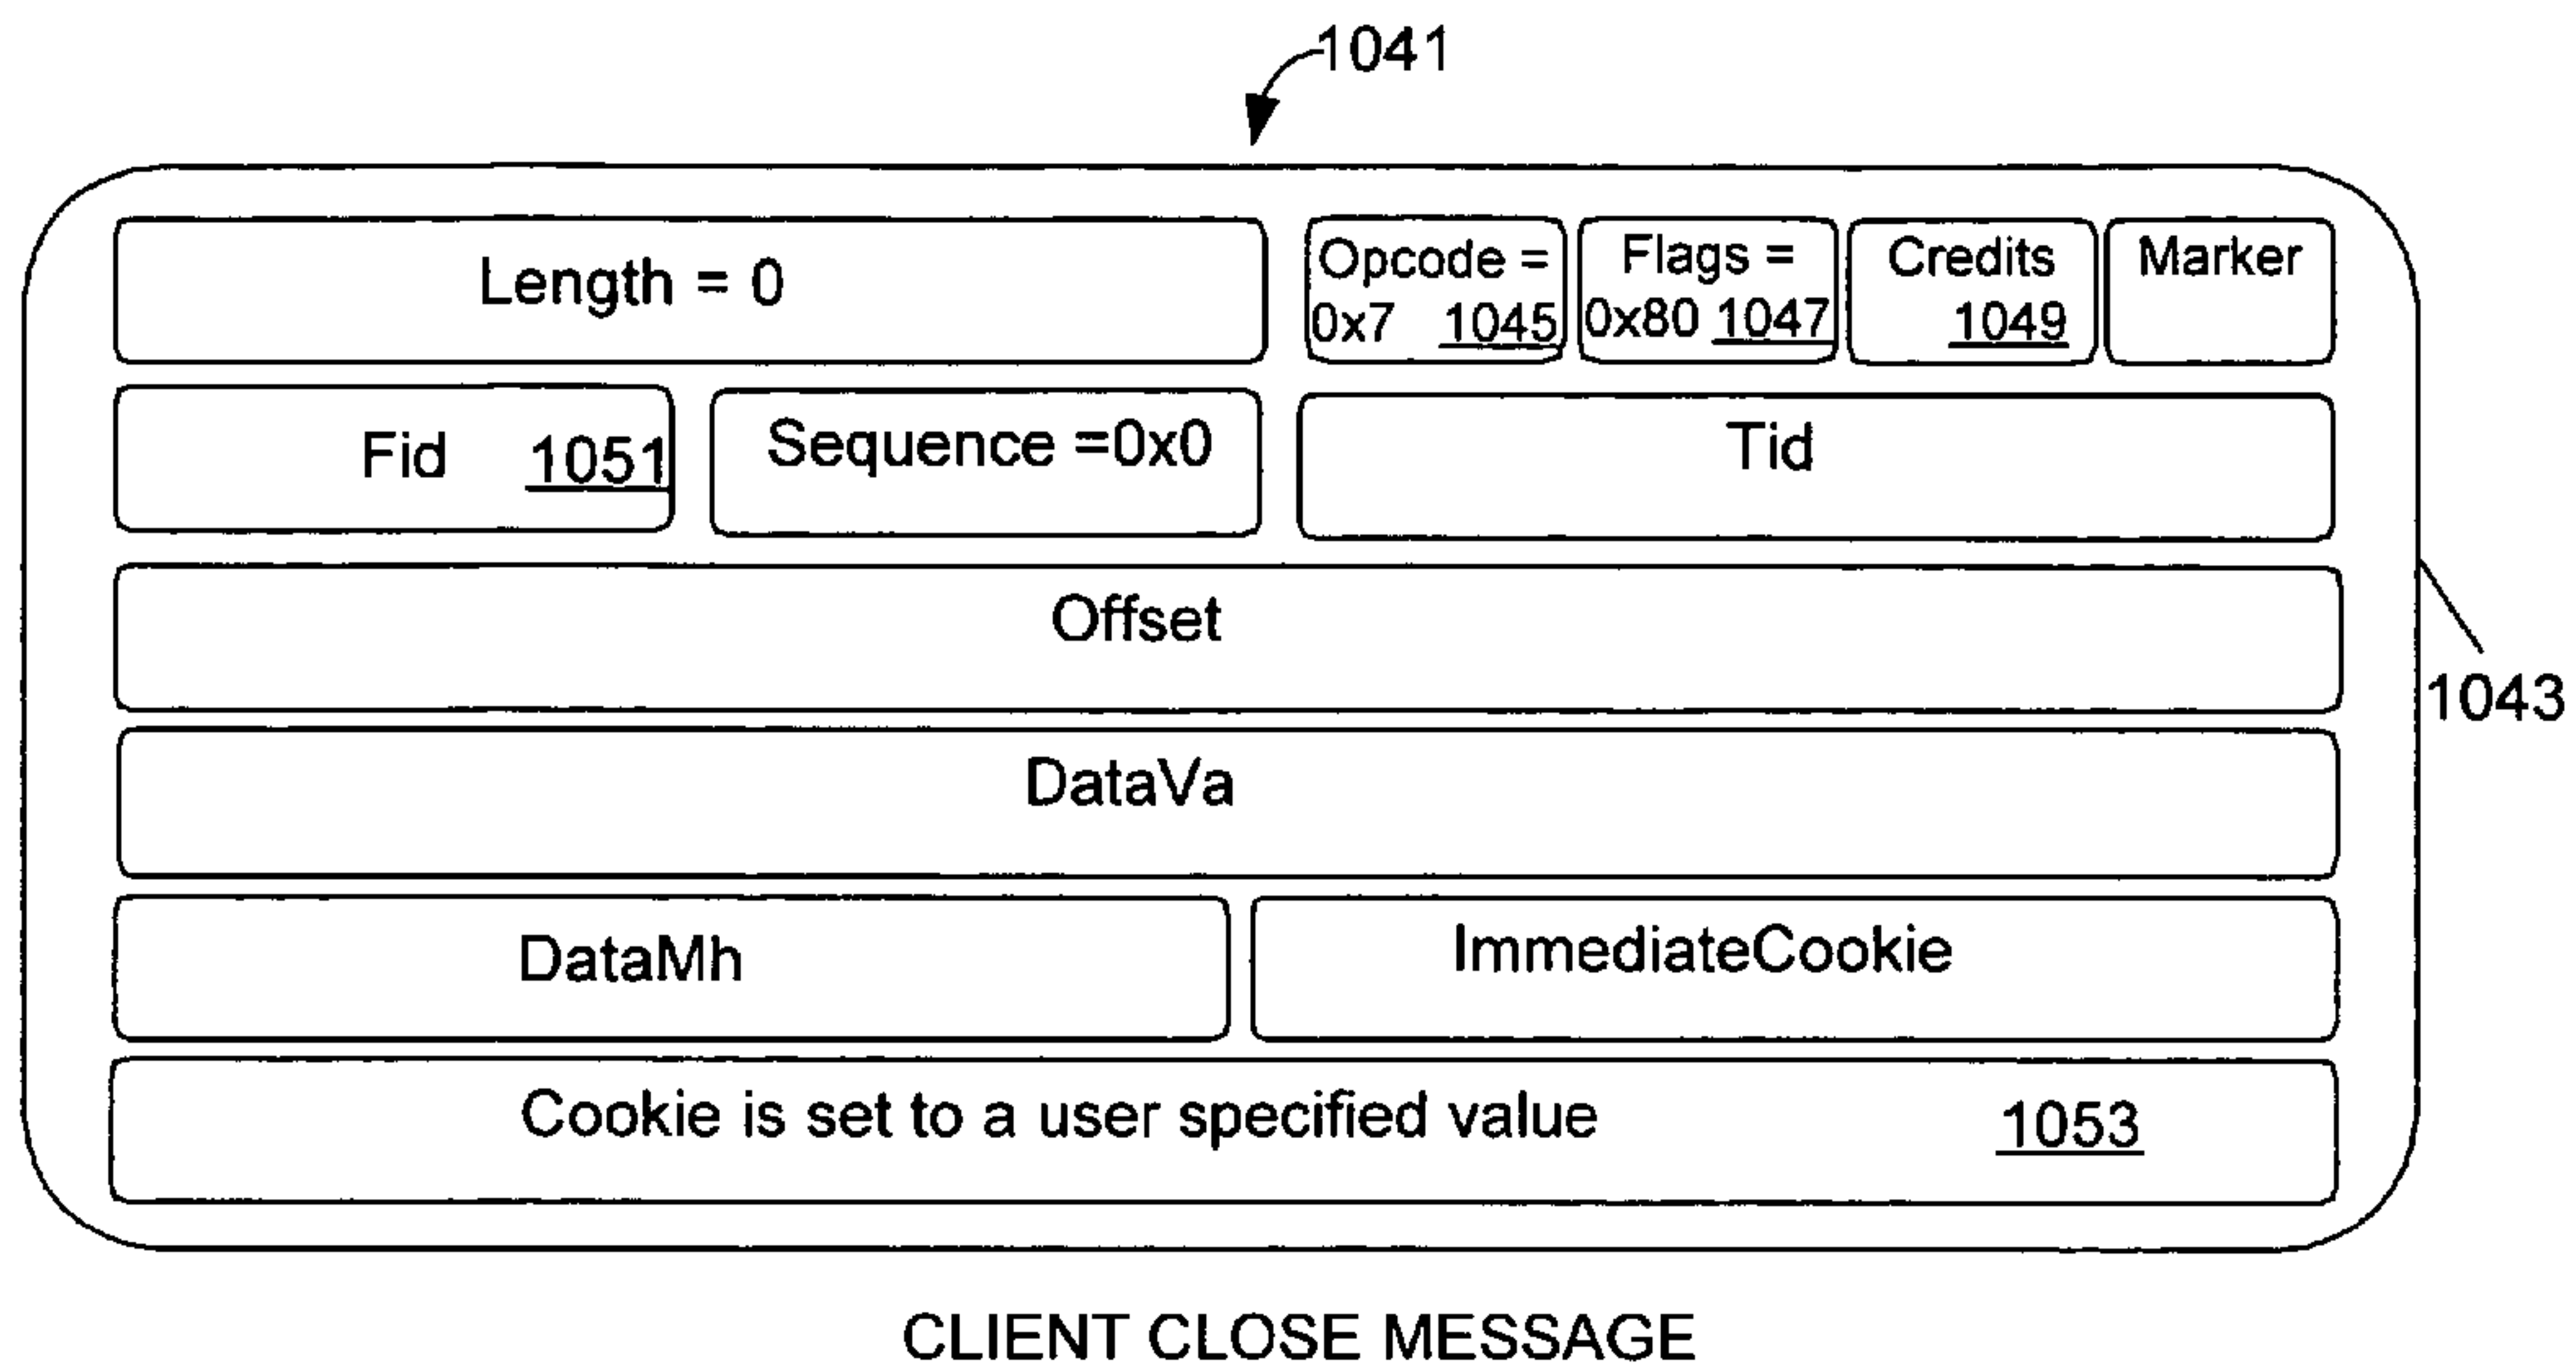 1041
Length = 0
Opcode =
0x7 1045
Flags =
0x80 1047
Credits
1049
Marker
Fid 1051
Sequence =0x0
Tid
Offset
1043
DataVa
DataMh
ImmediateCookie
Cookie is set to a user specified value 1053
CLIENT CLOSE MESSAGE